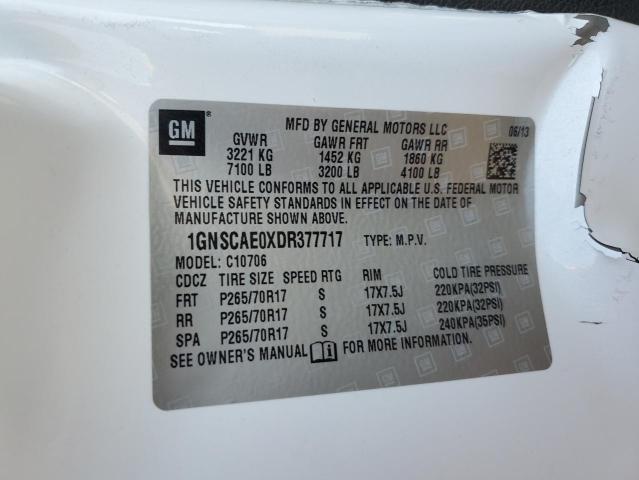 GM ®
MFD BY GENERAL MOTORS LLC 06/13
GVWR GAWR FRT GAWR RR
3221 KG 1452 KG 1860 KG
7100 LB 3200 LB 4100 LB
THIS VEHICLE CONFORMS TO ALL APPLICABLE U.S. FEDERAL MOTOR
VEHICLE SAFETY STANDARDS IN EFFECT ON THE DATE OF
MANUFACTURE SHOWN ABOVE.
1GNSCAE0XDR377717 TYPE: M.P.V.
MODEL: C10706
CDCZ TIRE SIZE SPEED RTG RIM COLD TIRE PRESSURE
FRT P265/70R17 S 17X7.5J 220KPA(32PSI)
RR P265/70R17 S 17X7.5J 220KPA(32PSI)
SPA P265/70R17 S 17X7.5J 240KPA(35PSI)
SEE OWNER'S MANUAL FOR MORE INFORMATION.